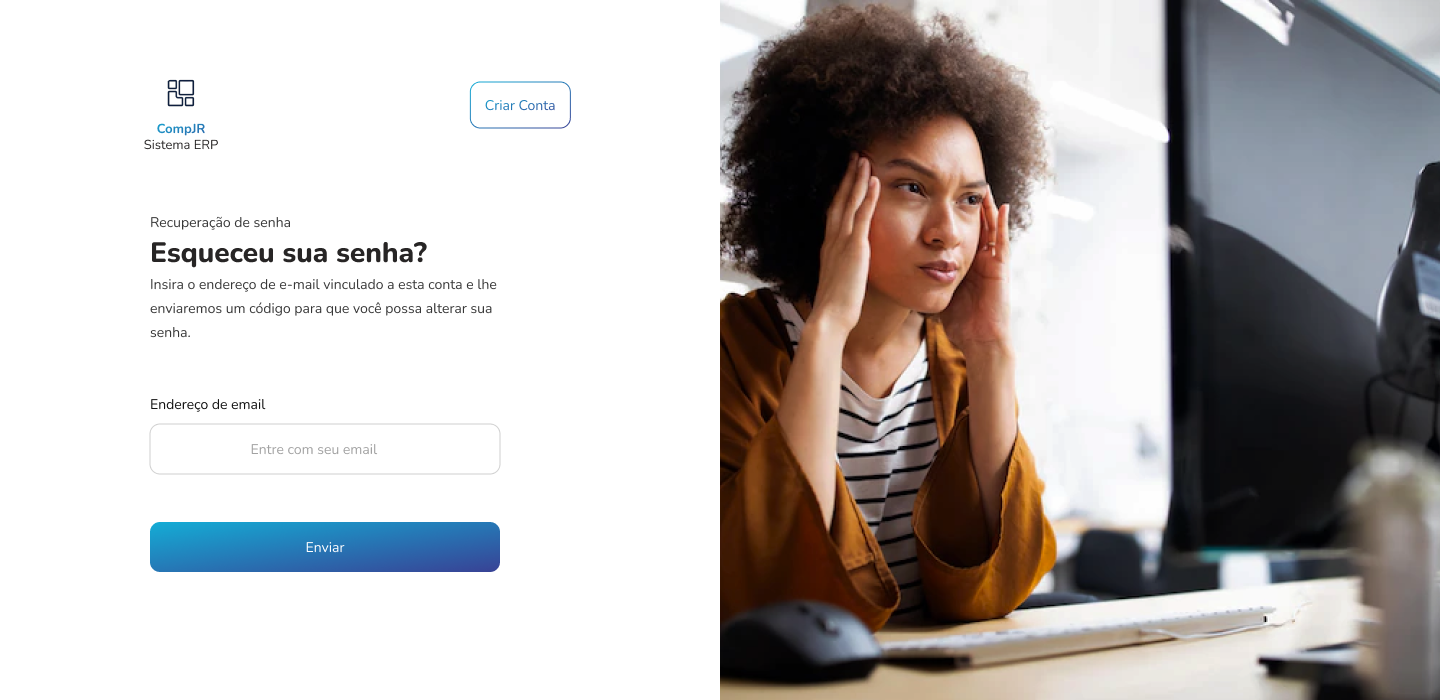 CompJR
Sistema ERP
Criar Conta
Recuperação de senha
Esqueceu sua senha?
Insira o endereço de e-mail vinculado a esta conta e lhe
enviaremos um código para que você possa alterar sua
senha.
Endereço de email
Entre com seu email
Enviar